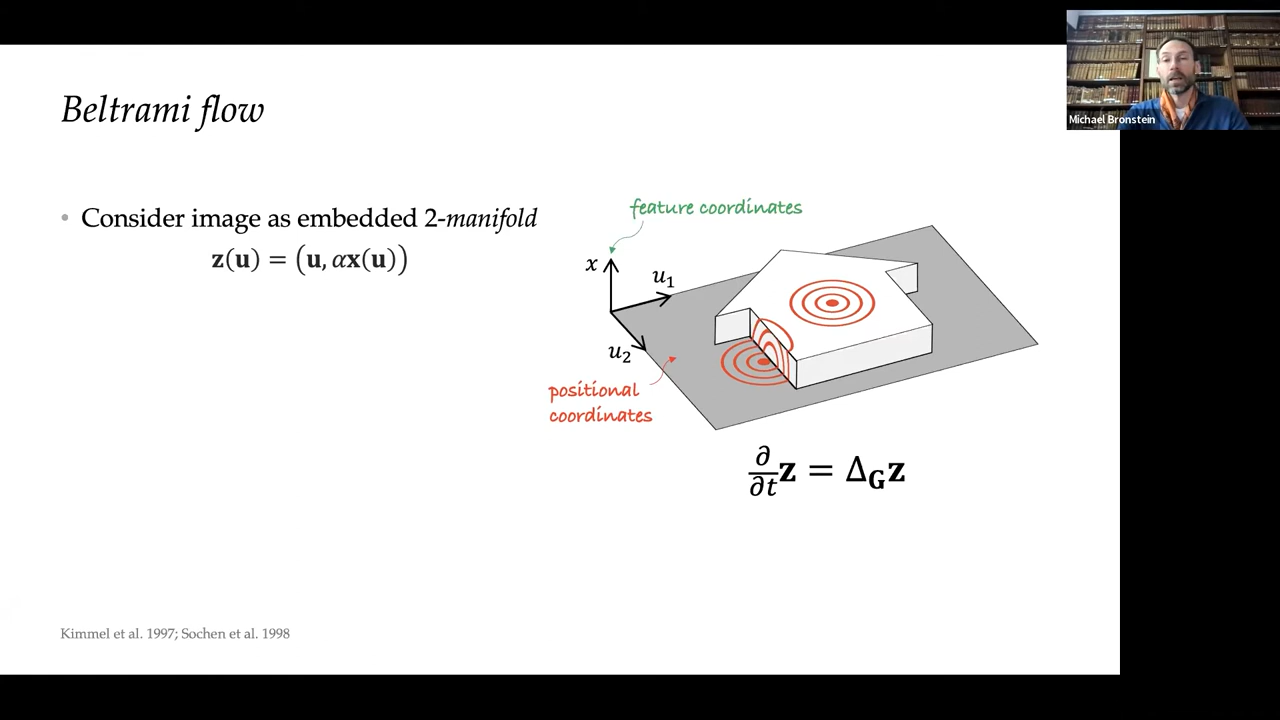 Michael Bronstein
Beltrami flow
• Consider image as embedded 2-manifold
𝐳(𝐮) = (𝐮, α𝐱(𝐮))
feature coordinates
x
u₁
u₂
positional
coordinates
∂/∂t 𝐳 = Δ_𝐆 𝐳
Kimmel et al. 1997; Sochen et al. 1998